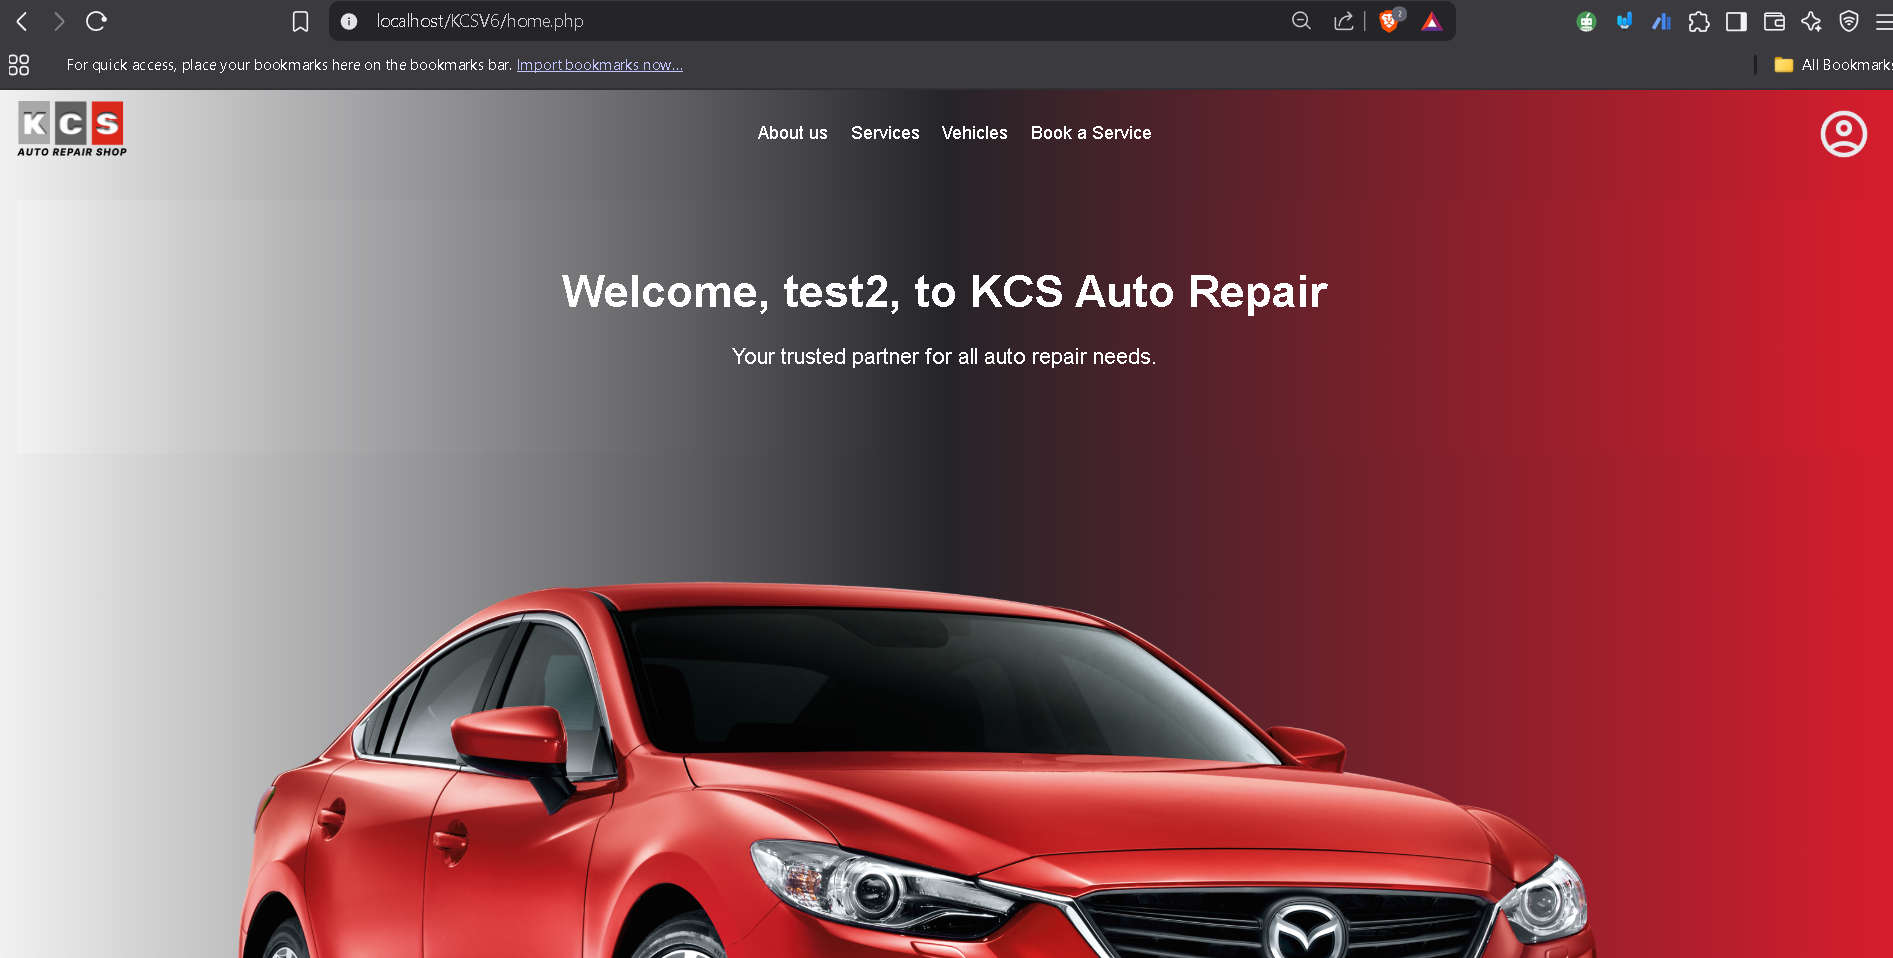 localhost/KCSV6/home.php
2
For quick access, place your bookmarks here on the bookmarks bar. Import bookmarks now...
All Bookmarks
KCS
AUTO REPAIR SHOP
About us Services Vehicles Book a Service
Welcome, test2, to KCS Auto Repair
Your trusted partner for all auto repair needs.